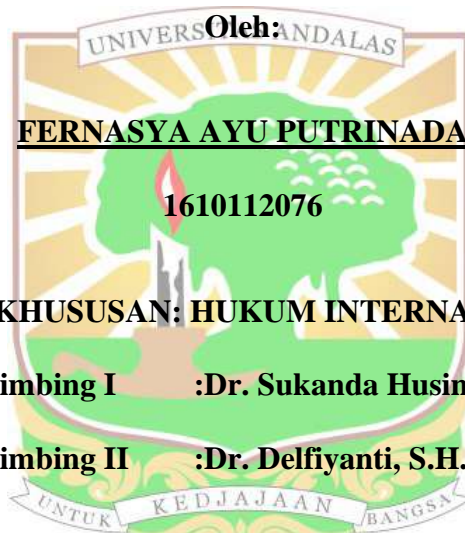 UNIVERSITAS ANDALAS
Oleh:
FERNASYA AYU PUTRINADA
1610112076
KHUSUSAN: HUKUM INTERNA
imbing I :Dr. Sukanda Husin
imbing II :Dr. Delfiyanti, S.H.
UNTUK KEDJAJAAN BANGSA